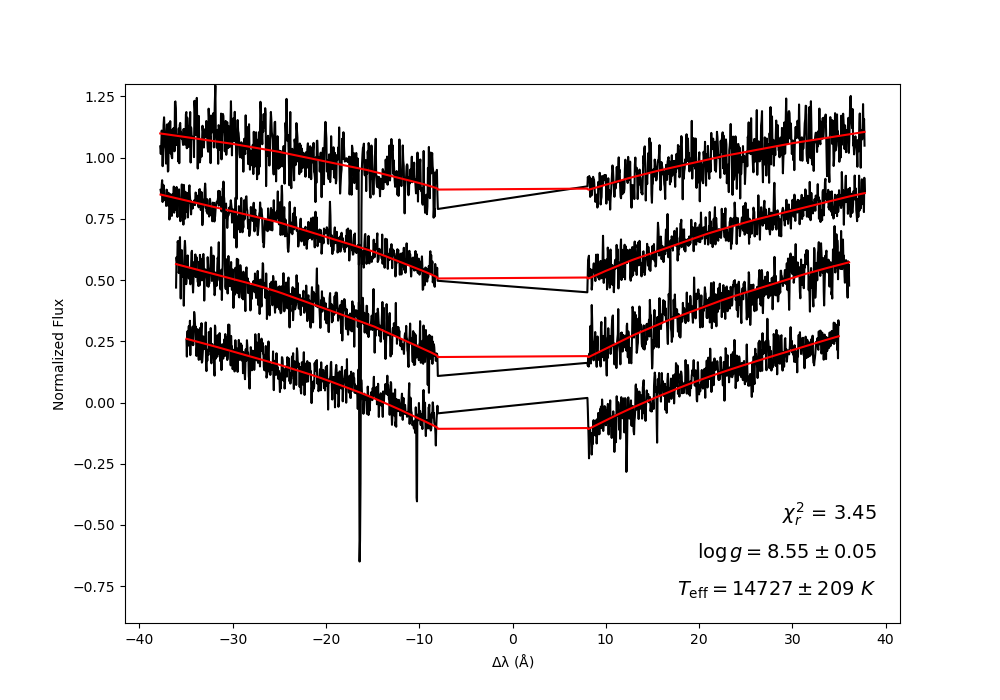 1.25
1.00
0.75
0.50
0.25
0.00
−0.25
−0.50
−0.75
Normalized Flux
χ²ᵣ = 3.45
log g = 8.55 ± 0.05
T_eff = 14727 ± 209 K
−40 −30 −20 −10 0 10 20 30 40
Δλ (Å)